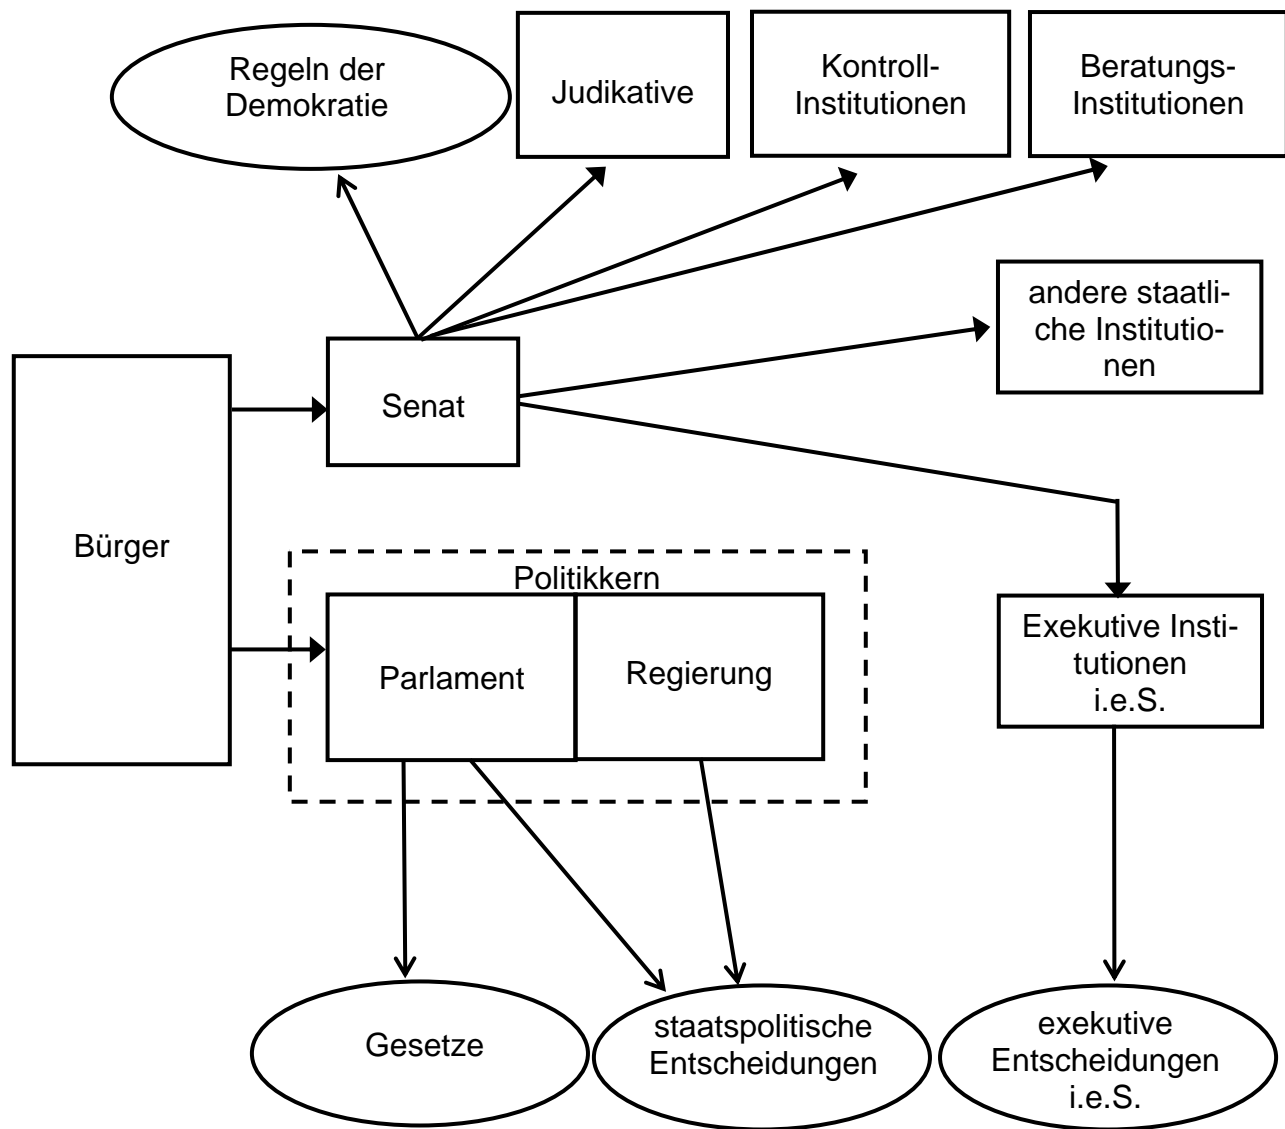 Regeln der
Demokratie
Judikative
Kontroll-
Institutionen
Beratungs-
Institutionen
andere staatli-
che Institutio-
nen
Senat
Bürger
Politikkern
Parlament
Regierung
Exekutive Insti-
tutionen
i.e.S.
Gesetze
staatspolitische
Entscheidungen
exekutive
Entscheidungen
i.e.S.